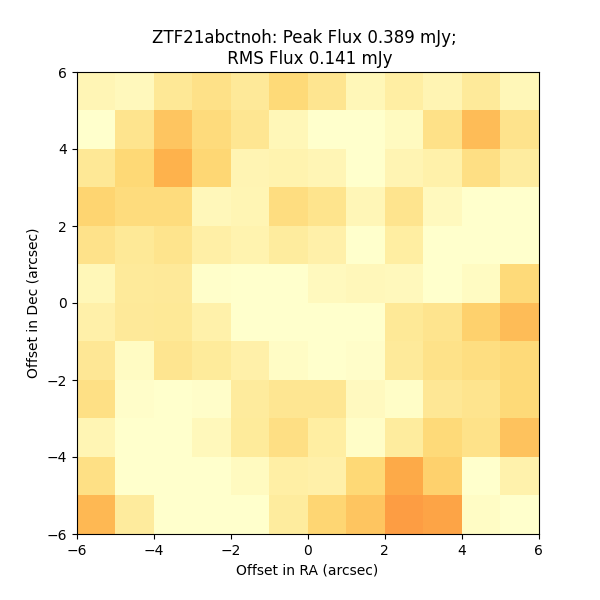 ZTF21abctnoh: Peak Flux 0.389 mJy;
RMS Flux 0.141 mJy
6
4
2
0
−2
−4
−6
Offset in Dec (arcsec)
−6 −4 −2 0 2 4 6
Offset in RA (arcsec)